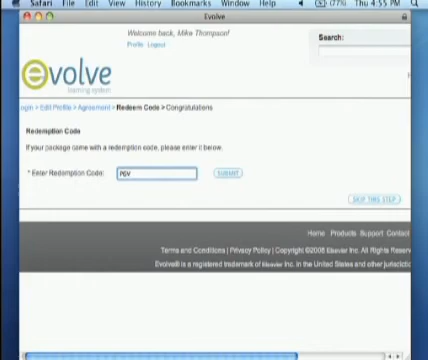 Safari File Edit View History Bookmarks Window Help (77%) Thu 4:55 PM
Evolve
Welcome back, Mike Thompson!
Profile Logout
Search:
evolve
learning system
Login > Edit Profile > Agreement > Redeem Code > Congratulations
Redemption Code
If your package came with a redemption code, please enter it below.
* Enter Redemption Code: PGV SUBMIT
SKIP THIS STEP
Home Products Support Contact
Terms and Conditions | Privacy Policy | Copyright ©2008 Elsevier Inc. All Rights Reserv
Evolve® is a registered trademark of Elsevier Inc. in the United States and other jurisdictio